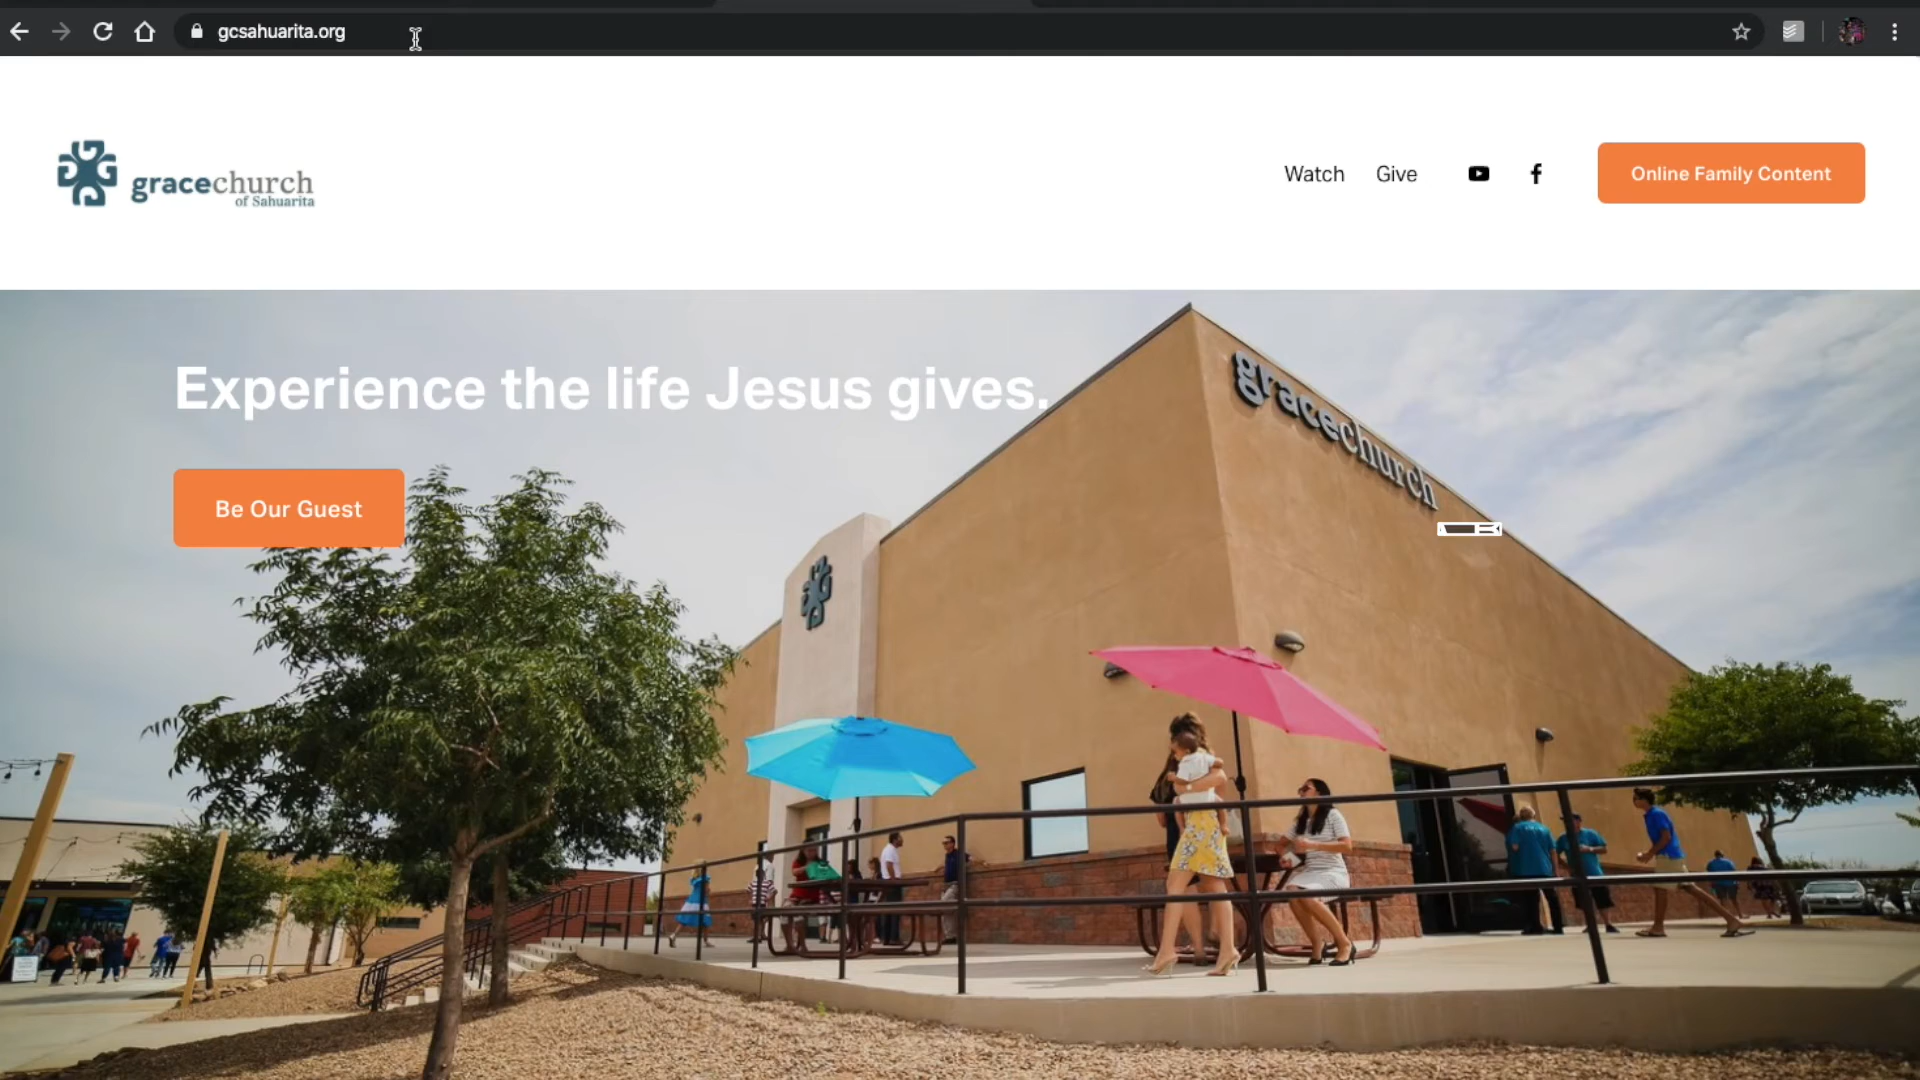 gcsahuarita.org
gracechurch
of Sahuarita
Watch
Give
Online Family Content
Experience the life Jesus gives.
gracechurch
Be Our Guest